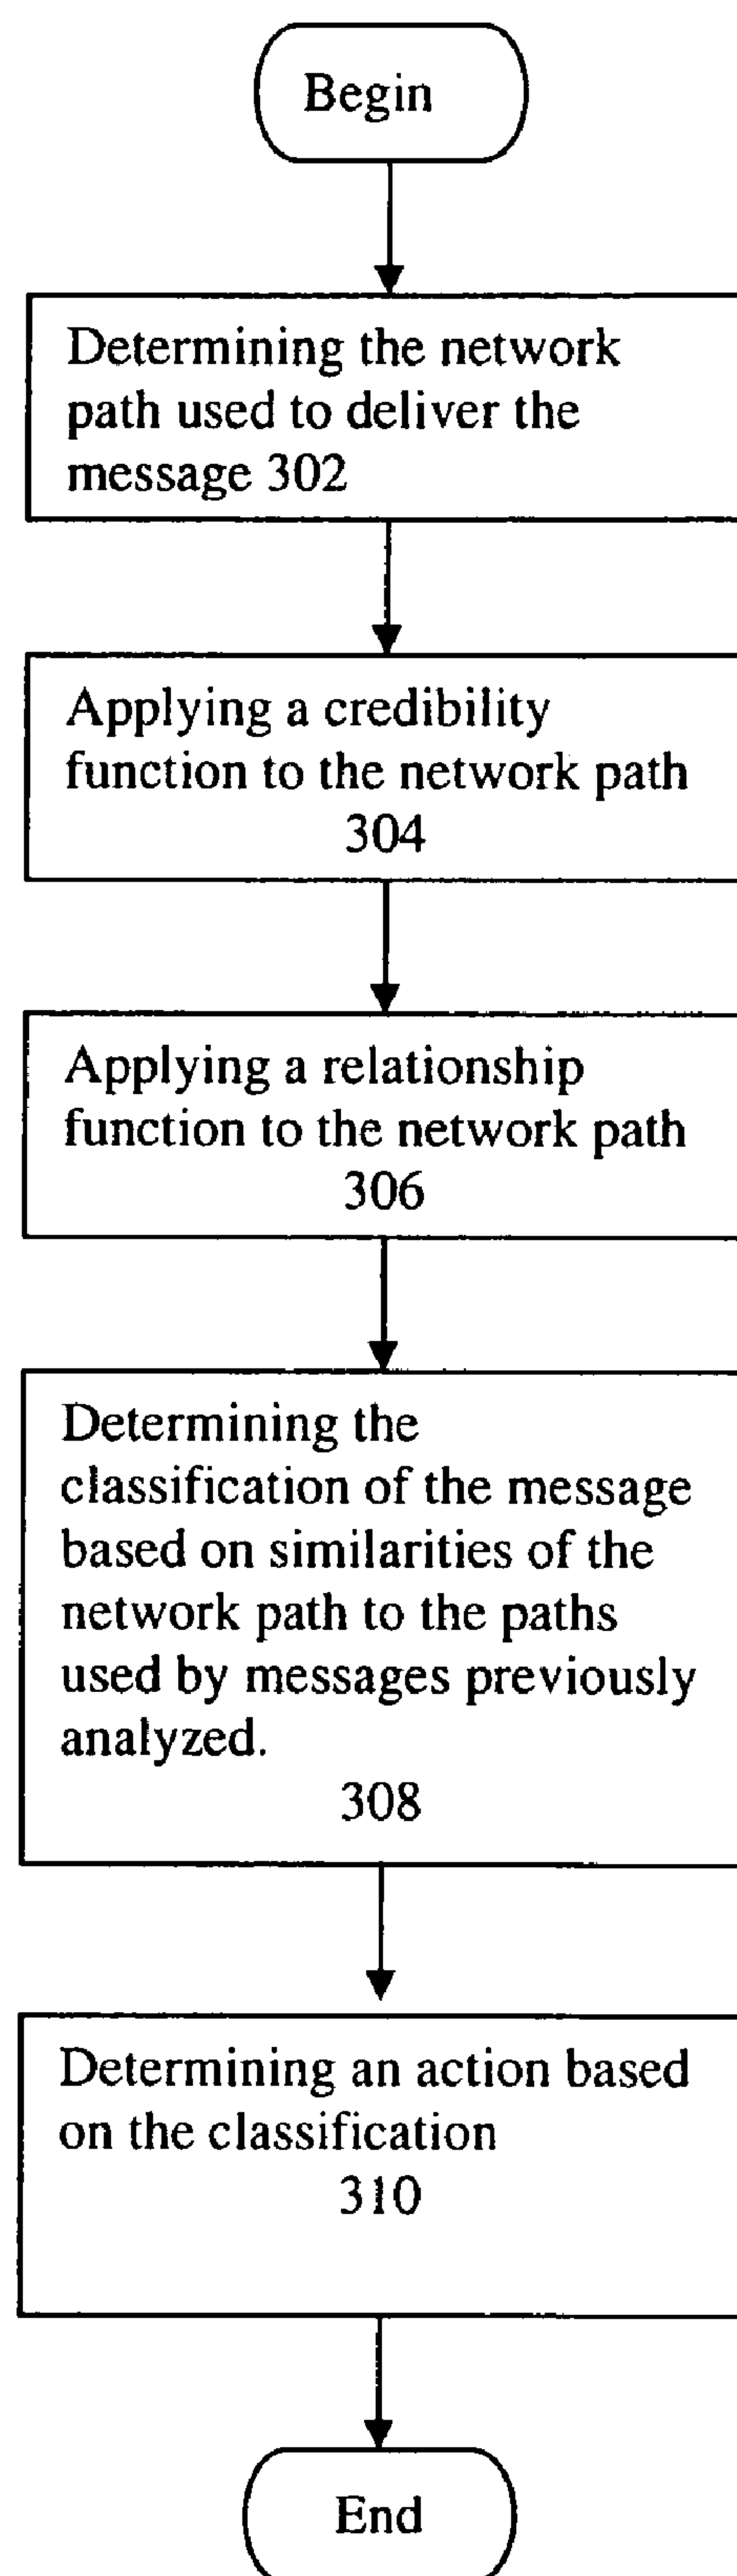 Begin
Determining the network
path used to deliver the
message 302
Applying a credibility
function to the network path
304
Applying a relationship
function to the network path
306
Determining the
classification of the message
based on similarities of the
network path to the paths
used by messages previously
analyzed.
308
Determining an action based
on the classification
310
End